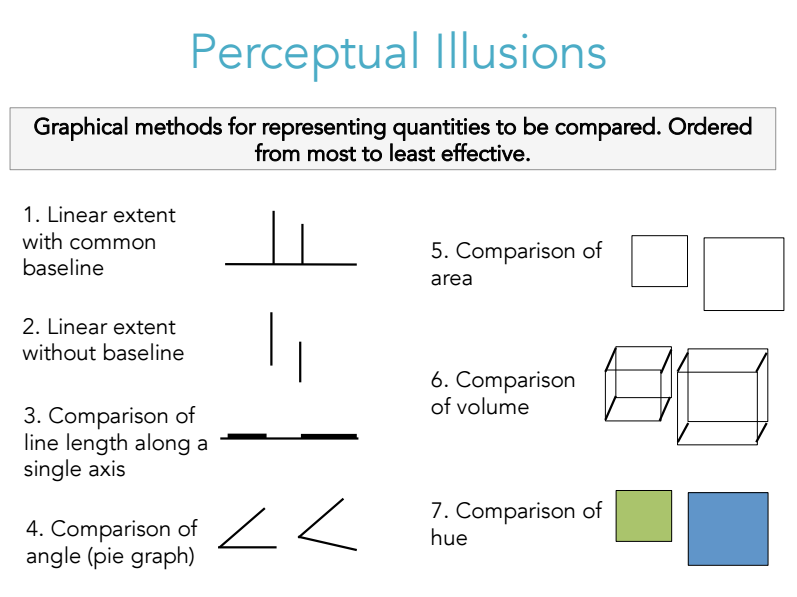 Perceptual Illusions
Graphical methods for representing quantities to be compared. Ordered
from most to least effective.
1. Linear extent
with common
baseline
2. Linear extent
without baseline
3. Comparison of
line length along a
single axis
4. Comparison of
angle (pie graph)
5. Comparison of
area
6. Comparison
of volume
7. Comparison of
hue